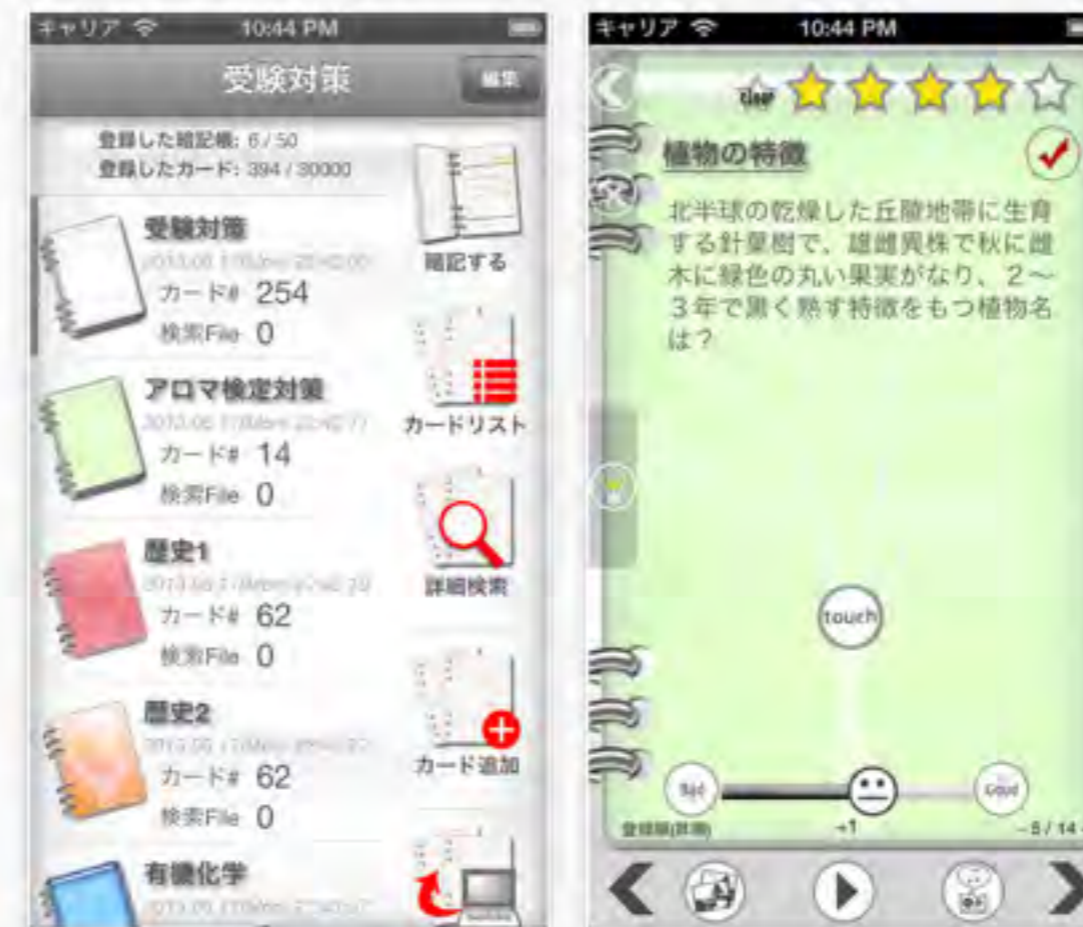 キャリア 10:44 PM
受験対策 編集
登録した暗記帳: 6 / 50
登録したカード: 394 / 30000
暗記する
受験対策
カード# 254
検索File 0
カードリスト
アロマ検定対策
カード# 14
検索File 0
詳細検索
歴史1
カード# 62
検索File 0
カード追加
歴史2
カード# 62
検索File 0
有機化学
キャリア 10:44 PM
clear
植物の特徴
北半球の乾燥した丘陵地帯に生育
する針葉樹で、雄雌異株で秋に雌
木に緑色の丸い果実がなり、２～
３年で黒く熟す特徴をもつ植物名
は？
touch
Bad
Good
→1
5 / 14